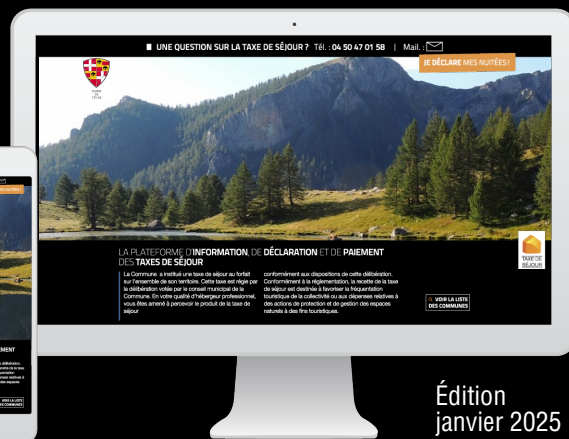 ■ UNE QUESTION SUR LA TAXE DE SÉJOUR ? Tél. : 04 50 47 01 58 | Mail. :
JE DÉCLARE MES NUITÉES !
LA PLATEFORME D'INFORMATION, DE DÉCLARATION ET DE PAIEMENT
DES TAXES DE SÉJOUR
La Commune a institué une taxe de séjour au forfait
sur l'ensemble de son territoire. Cette taxe est régie par
la délibération votée par le conseil municipal de la
Commune. En votre qualité d'hébergeur professionnel,
vous êtes amené à percevoir le produit de la taxe de
séjour
conformément aux dispositions de cette délibération.
Conformément à la réglementation, la recette de la taxe
de séjour est destinée à favoriser la fréquentation
touristique de la collectivité ou aux dépenses relatives à
des actions de protection et de gestion des espaces
naturels à des fins touristiques.
TAXE DE
SÉJOUR
VOIR LA LISTE
DES COMMUNES
VOIR LA LISTE
DES COMMUNES
Édition
janvier 2025